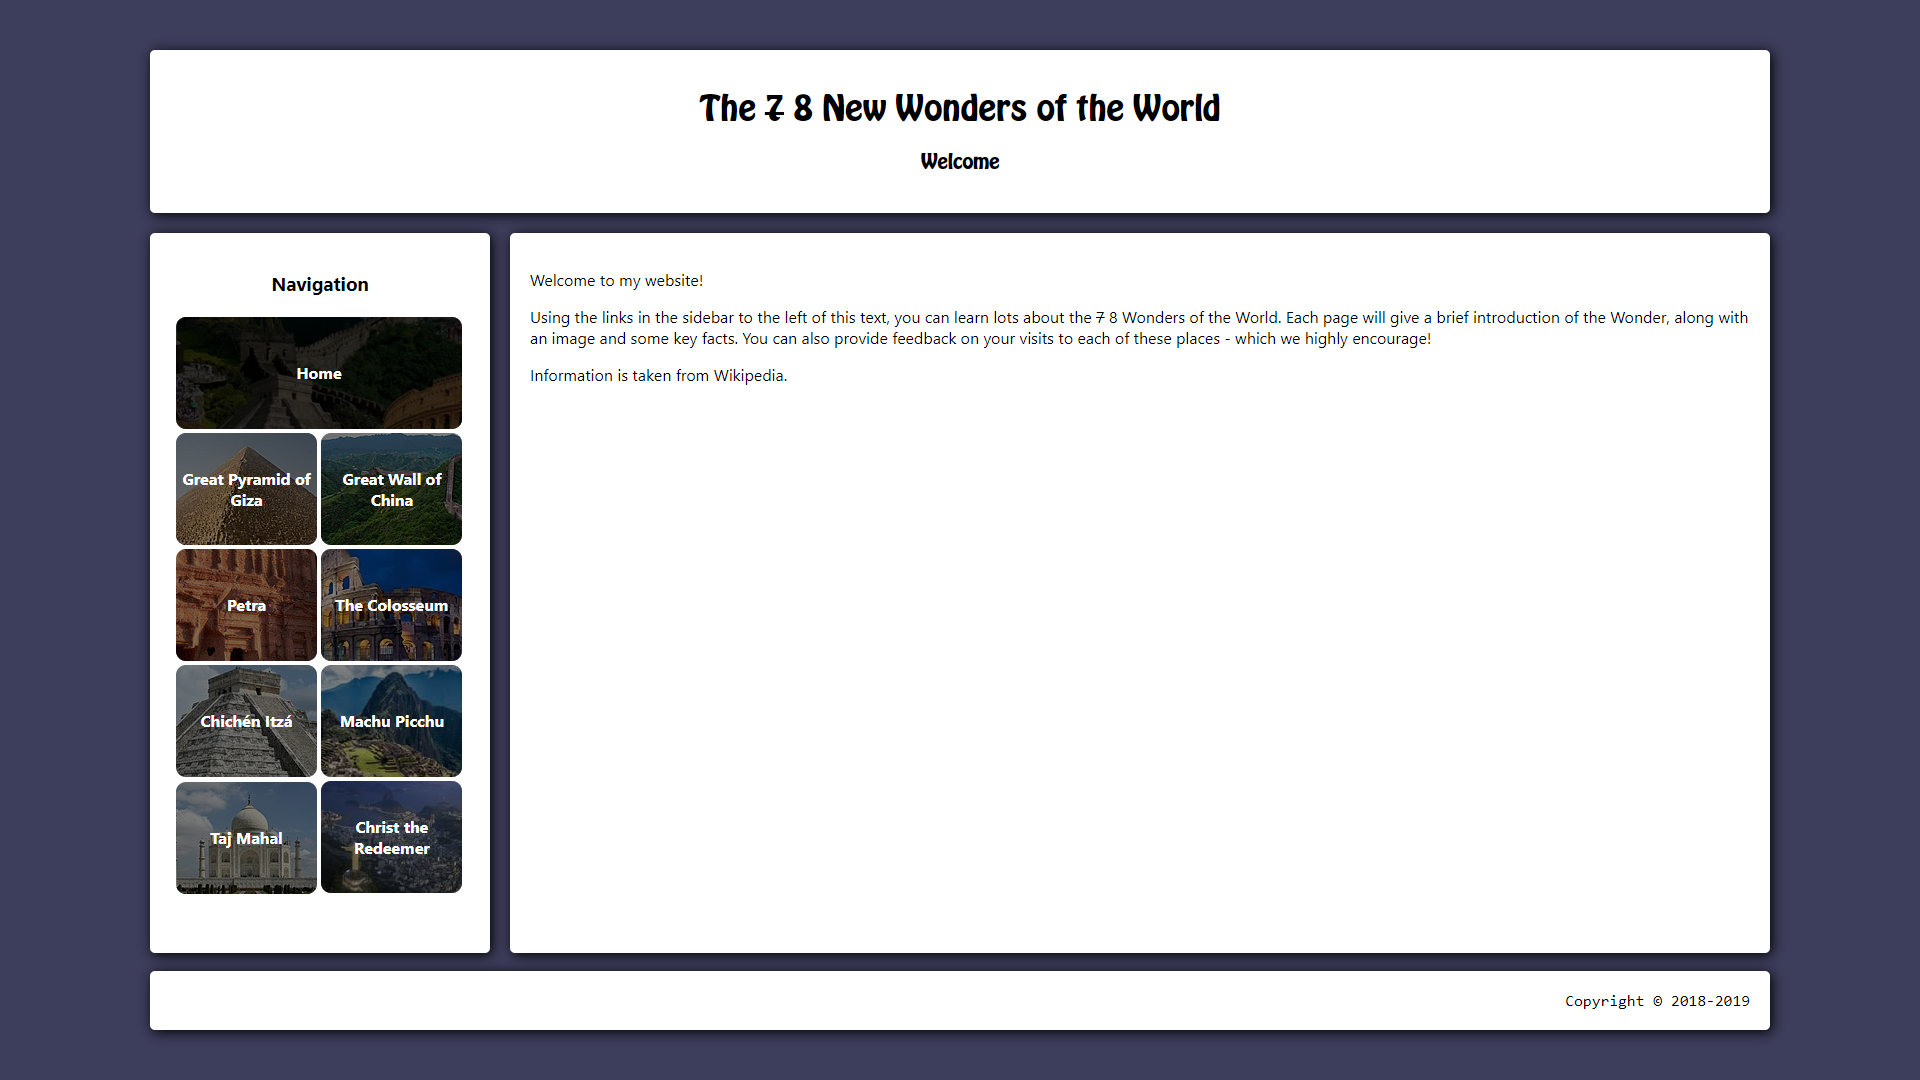 The 7 8 New Wonders of the World
Welcome
Navigation
Home
Great Pyramid of
Giza
Great Wall of
China
Petra
The Colosseum
Chichén Itzá
Machu Picchu
Taj Mahal
Christ the
Redeemer
Welcome to my website!
Using the links in the sidebar to the left of this text, you can learn lots about the 7 8 Wonders of the World. Each page will give a brief introduction of the Wonder, along with
an image and some key facts. You can also provide feedback on your visits to each of these places - which we highly encourage!
Information is taken from Wikipedia.
Copyright © 2018-2019